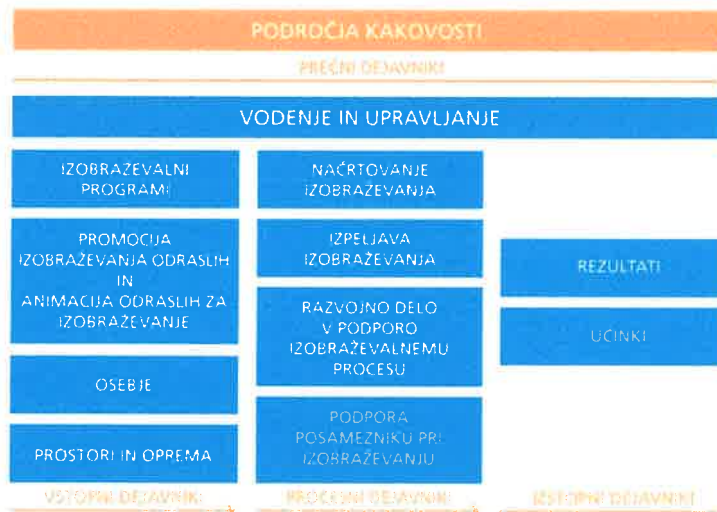 PODROČJA KAKOVOSTI
PREČNI DEJAVNIKI
VODENJE IN UPRAVLJANJE
IZOBRAŽEVALNI
PROGRAMI
PROMOCIJA
IZOBRAŽEVANJA ODRASLIH
IN
ANIMACIJA ODRASLIH ZA
IZOBRAŽEVANJE
OSEBJE
PROSTORI IN OPREMA
VSTOPNI DEJAVNIKI
NAČRTOVANJE
IZOBRAŽEVANJA
IZPELJAVA
IZOBRAŽEVANJA
RAZVOJNO DELO
V PODPORO
IZOBRAŽEVALNEMU
PROCESU
PODPORA
POSAMEZNIKU PRI
IZOBRAŽEVANJU
PROCESNI DEJAVNIKI
REZULTATI
UČINKI
IZSTOPNI DEJAVNIKI